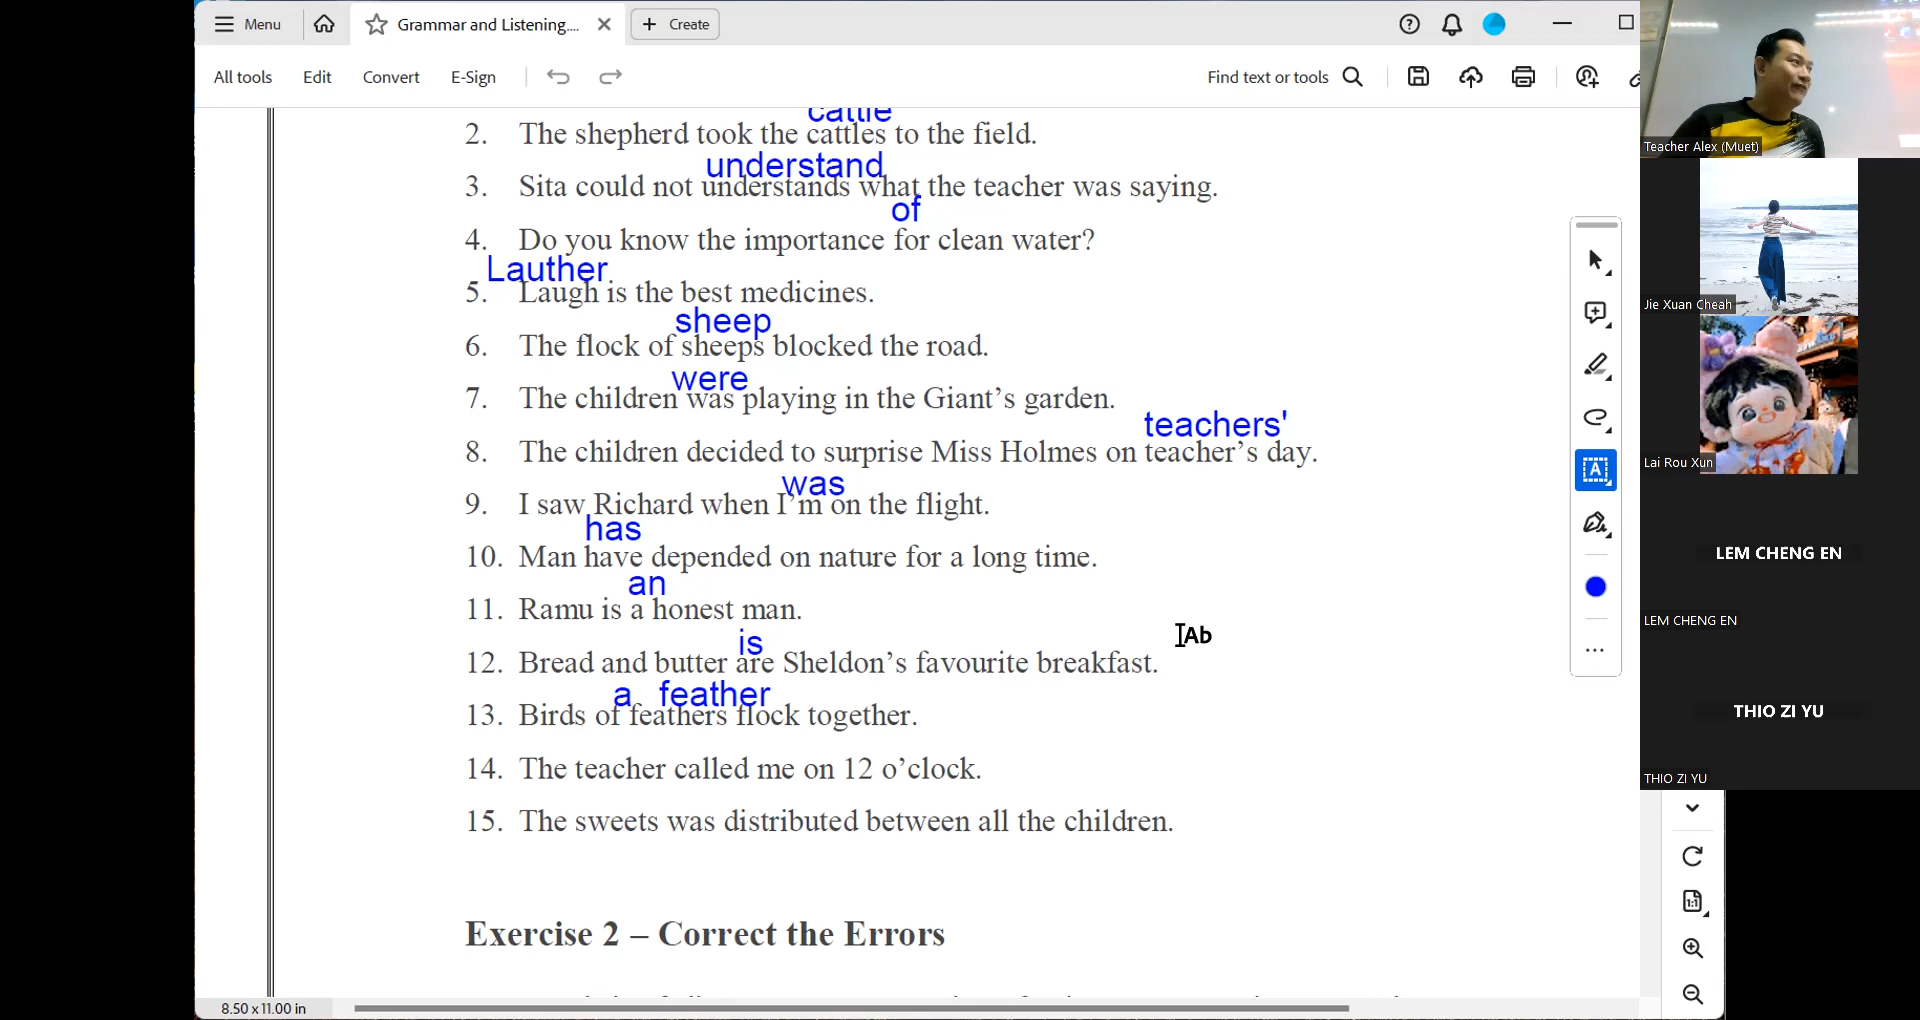 Menu
Grammar and Listening....
Create
All tools
Edit
Convert
E-Sign
Find text or tools
cattle
2. The shepherd took the cattles to the field.
understand
3. Sita could not understands what the teacher was saying.
of
4. Do you know the importance for clean water?
Lauther
5. Laugh is the best medicines.
sheep
6. The flock of sheeps blocked the road.
were
7. The children was playing in the Giant's garden.
teachers'
8. The children decided to surprise Miss Holmes on teacher's day.
was
9. I saw Richard when I'm on the flight.
has
10. Man have depended on nature for a long time.
an
11. Ramu is a honest man.
is
12. Bread and butter are Sheldon's favourite breakfast.
a feather
13. Birds of feathers flock together.
14. The teacher called me on 12 o'clock.
15. The sweets was distributed between all the children.
Exercise 2 – Correct the Errors
8.50 x 11.00 in
A
Ab
...
1:1
Teacher Alex (Muet)
Jie Xuan Cheah
Lai Rou Xun
LEM CHENG EN
LEM CHENG EN
THIO ZI YU
THIO ZI YU